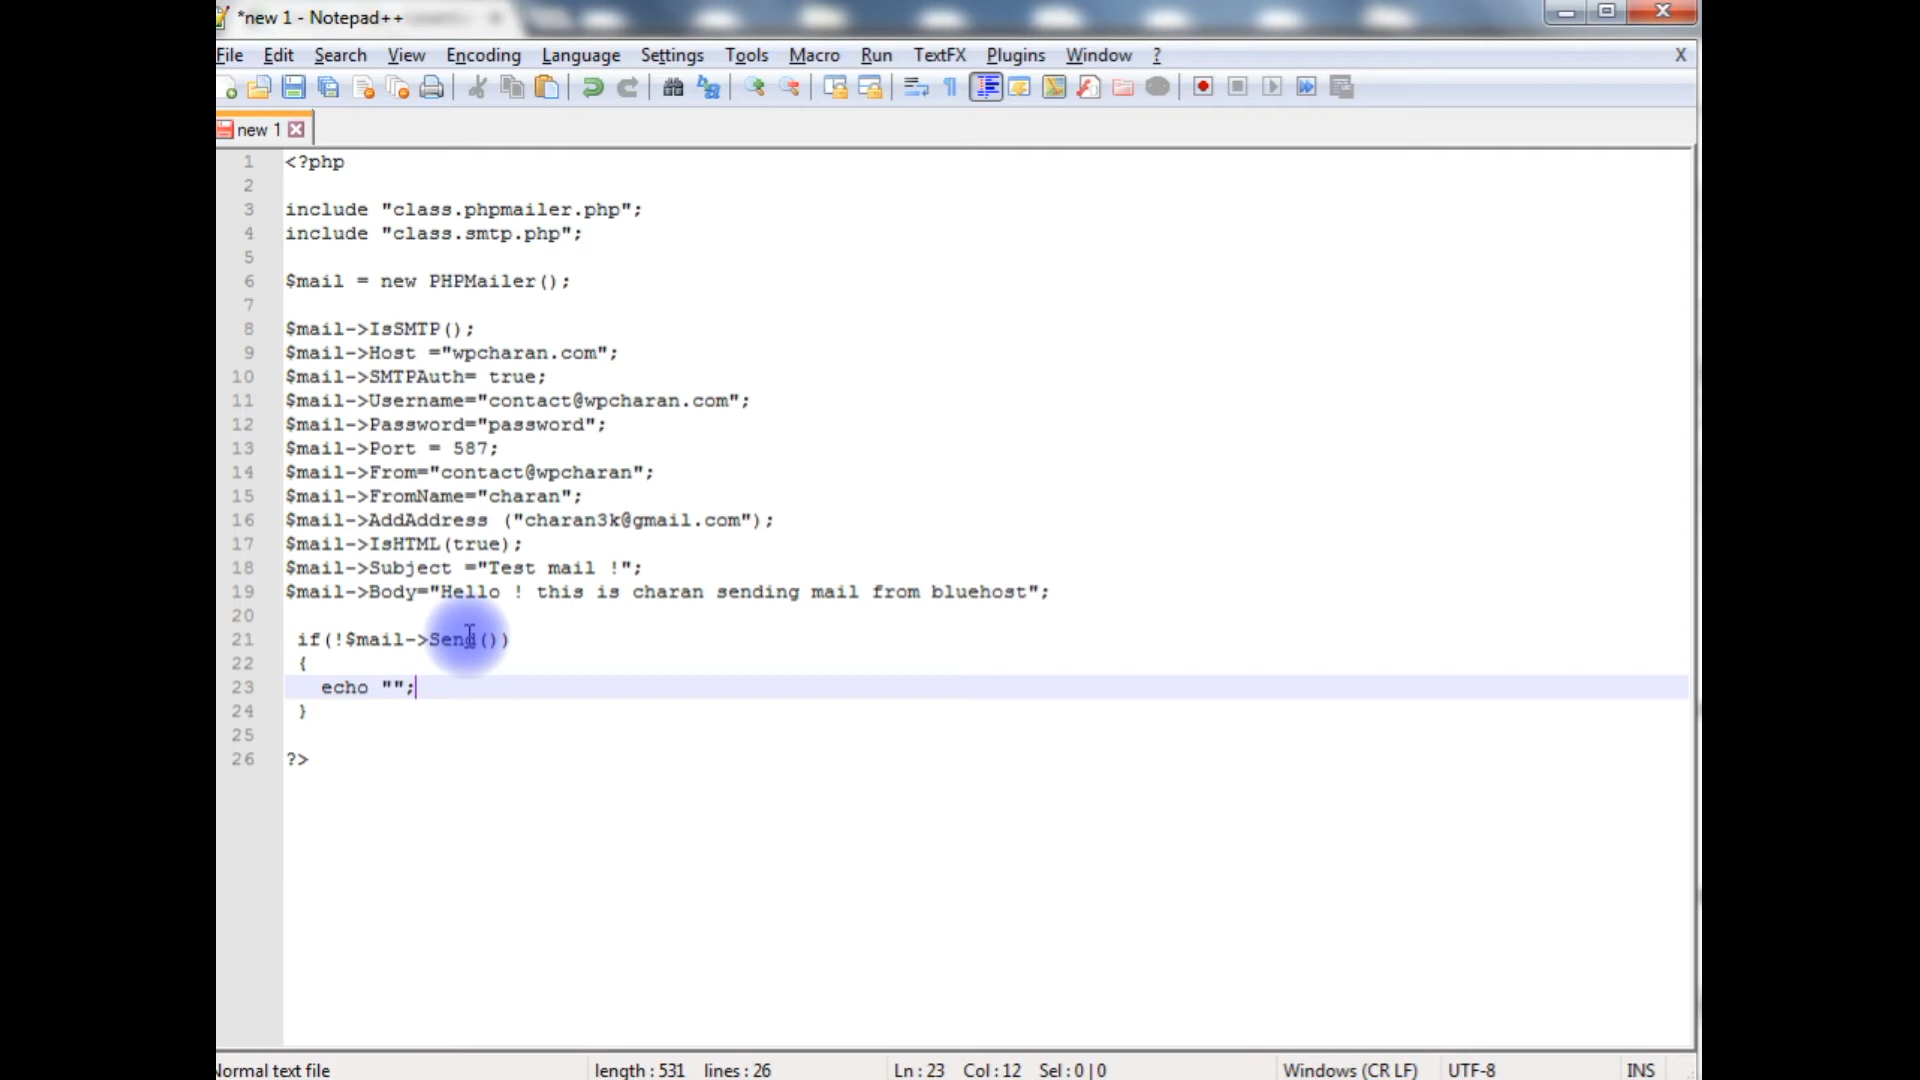 *new 1 - Notepad++
File Edit Search View Encoding Language Settings Tools Macro Run TextFX Plugins Window ? X
new 1
1 <?php
2
3 include "class.phpmailer.php";
4 include "class.smtp.php";
5
6 $mail = new PHPMailer();
7
8 $mail->IsSMTP();
9 $mail->Host ="wpcharan.com";
10 $mail->SMTPAuth= true;
11 $mail->Username="contact@wpcharan.com";
12 $mail->Password="password";
13 $mail->Port = 587;
14 $mail->From="contact@wpcharan";
15 $mail->FromName="charan";
16 $mail->AddAddress ("charan3k@gmail.com");
17 $mail->IsHTML(true);
18 $mail->Subject ="Test mail !";
19 $mail->Body="Hello ! this is charan sending mail from bluehost";
20
21 if(!$mail->Send())
22 {
23 echo "";
24 }
25
26 ?>
Normal text file length : 531 lines : 26 Ln : 23 Col : 12 Sel : 0 | 0 Windows (CR LF) UTF-8 INS